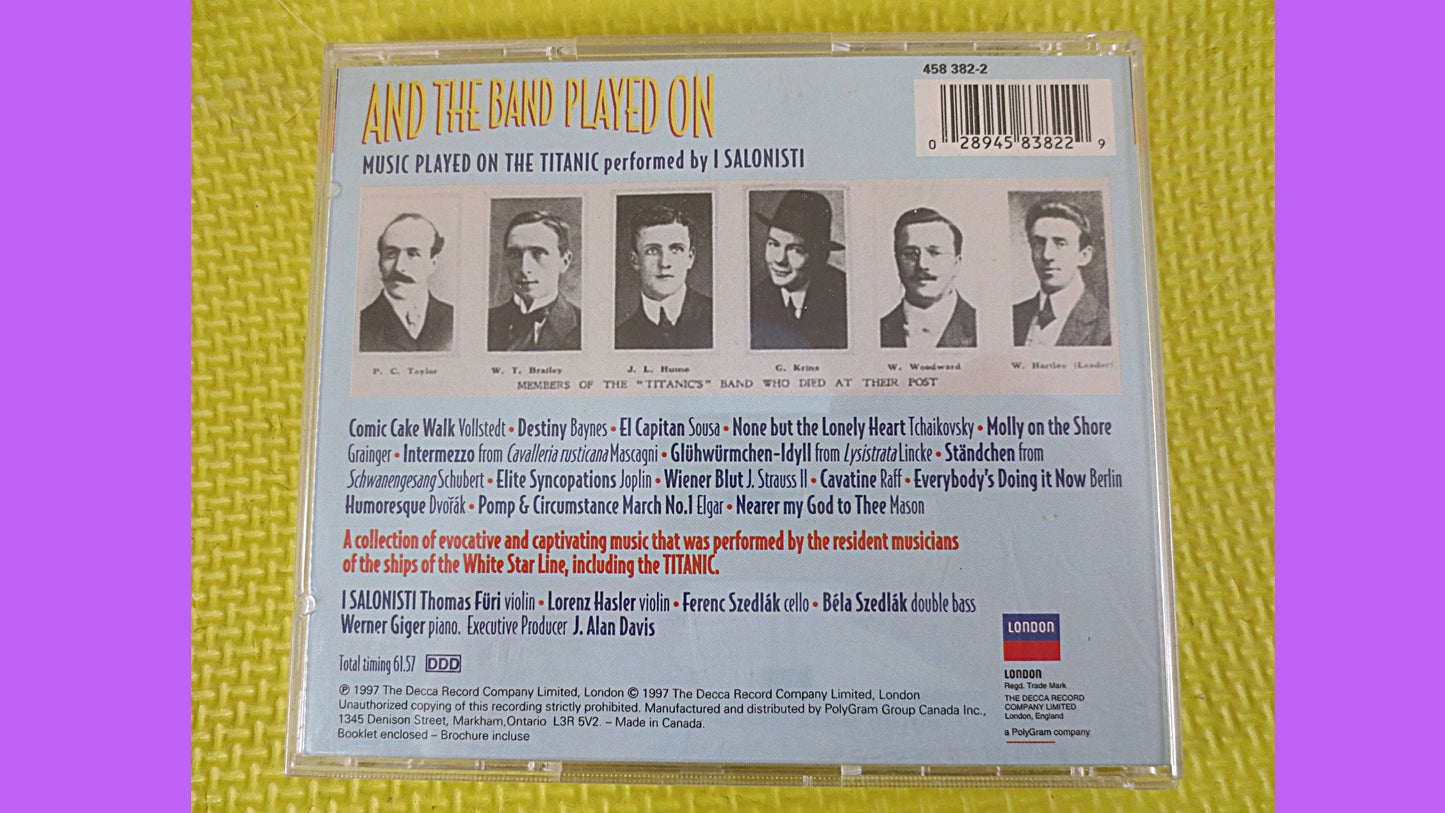 AND THE BAND PLAYED ON
458 382-2
0 28945 83822 9
MUSIC PLAYED ON THE TITANIC performed by I SALONISTI
P. C. Taylor W. T. Brailey J. L. Hume G. Krins W. Woodward W. Hartley (Leader)
MEMBERS OF THE "TITANIC'S" BAND WHO DIED AT THEIR POST
Comic Cake Walk Vollstedt • Destiny Baynes • El Capitan Sousa • None but the Lonely Heart Tchaikovsky • Molly on the Shore
Grainger • Intermezzo from Cavalleria rusticana Mascagni • Glühwürmchen-Idyll from Lysistrata Lincke • Ständchen from
Schwanengesang Schubert • Elite Syncopations Joplin • Wiener Blut J. Strauss II • Cavatine Raff • Everybody's Doing it Now Berlin
Humoresque Dvořák • Pomp & Circumstance March No.1 Elgar • Nearer my God to Thee Mason
A collection of evocative and captivating music that was performed by the resident musicians
of the ships of the White Star Line, including the TITANIC.
I SALONISTI Thomas Füri violin • Lorenz Hasler violin • Ferenc Szedlák cello • Béla Szedlák double bass
Werner Giger piano. Executive Producer J. Alan Davis
Total timing 61.57 DDD
℗ 1997 The Decca Record Company Limited, London © 1997 The Decca Record Company Limited, London
Unauthorized copying of this recording strictly prohibited. Manufactured and distributed by PolyGram Group Canada Inc.,
1345 Denison Street, Markham,Ontario L3R 5V2. – Made in Canada.
Booklet enclosed – Brochure incluse
LONDON
LONDON
Regd. Trade Mark
THE DECCA RECORD
COMPANY LIMITED
London, England
a PolyGram company